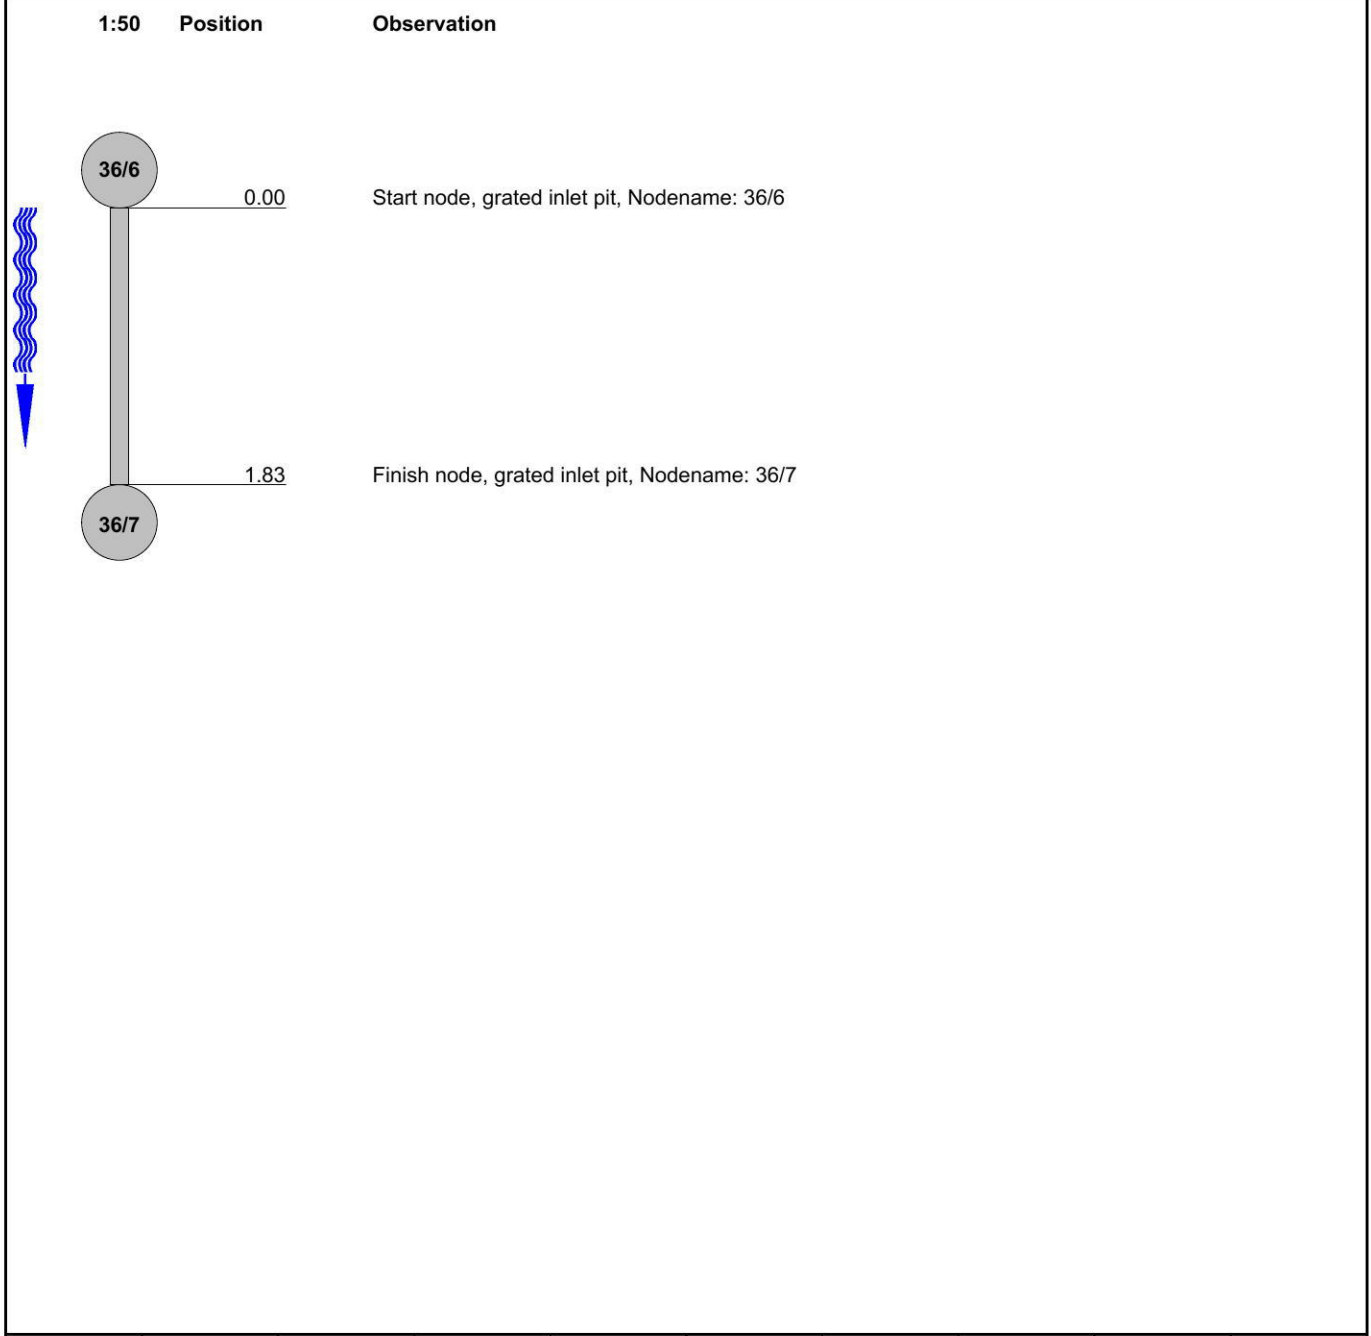 1:50 Position Observation
36/6
0.00 Start node, grated inlet pit, Nodename: 36/6
1.83 Finish node, grated inlet pit, Nodename: 36/7
36/7